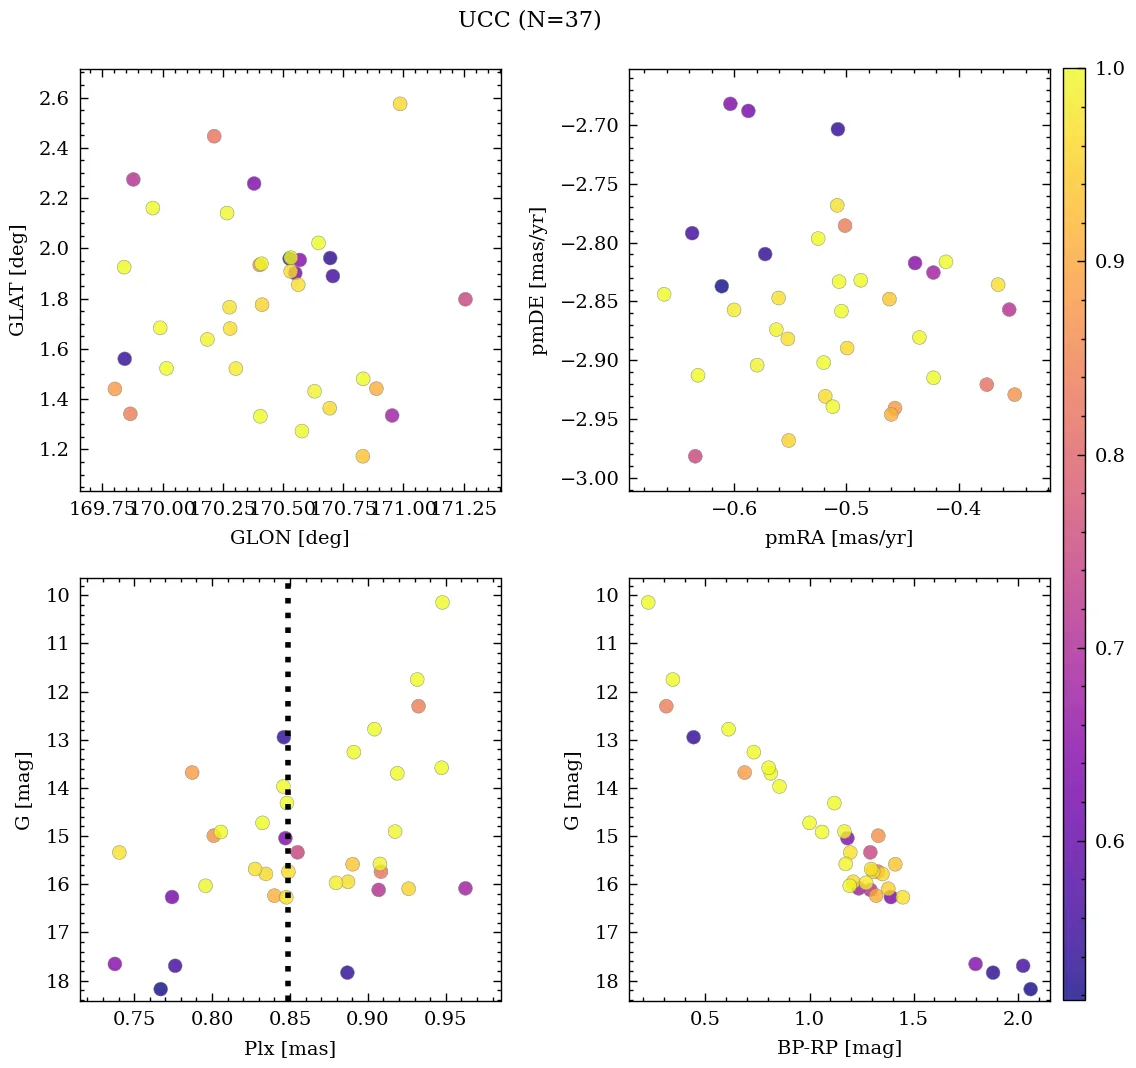 UCC (N=37)
2.6
2.4
2.2
2.0
1.8
1.6
1.4
1.2
GLAT [deg]
169.75 170.00 170.25 170.50 170.75 171.00 171.25
GLON [deg]
−2.70
−2.75
−2.80
−2.85
−2.90
−2.95
−3.00
pmDE [mas/yr]
−0.6 −0.5 −0.4
pmRA [mas/yr]
10
11
12
13
14
15
16
17
18
G [mag]
0.75 0.80 0.85 0.90 0.95
Plx [mas]
10
11
12
13
14
15
16
17
18
G [mag]
0.5 1.0 1.5 2.0
BP-RP [mag]
1.0
0.9
0.8
0.7
0.6